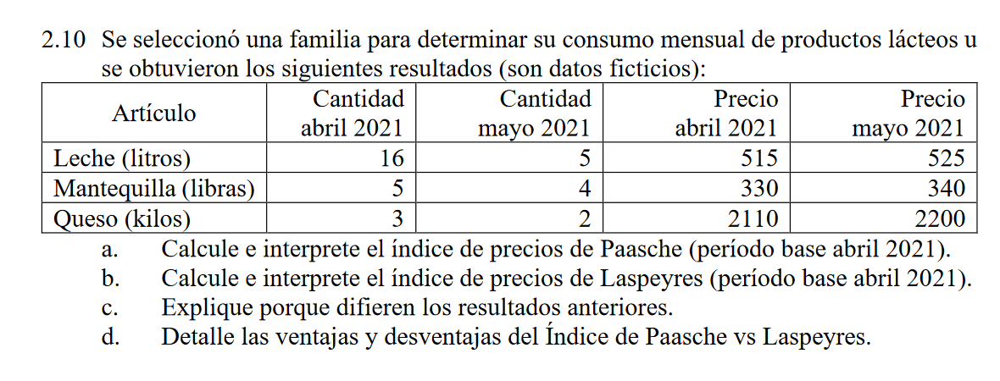 2.10 Se seleccionó una familia para determinar su consumo mensual de productos lácteos u
se obtuvieron los siguientes resultados (son datos ficticios):
Artículo Cantidad abril 2021 Cantidad mayo 2021 Precio abril 2021 Precio mayo 2021
Leche (litros) 16 5 515 525
Mantequilla (libras) 5 4 330 340
Queso (kilos) 3 2 2110 2200
a. Calcule e interprete el índice de precios de Paasche (período base abril 2021).
b. Calcule e interprete el índice de precios de Laspeyres (período base abril 2021).
c. Explique porque difieren los resultados anteriores.
d. Detalle las ventajas y desventajas del Índice de Paasche vs Laspeyres.